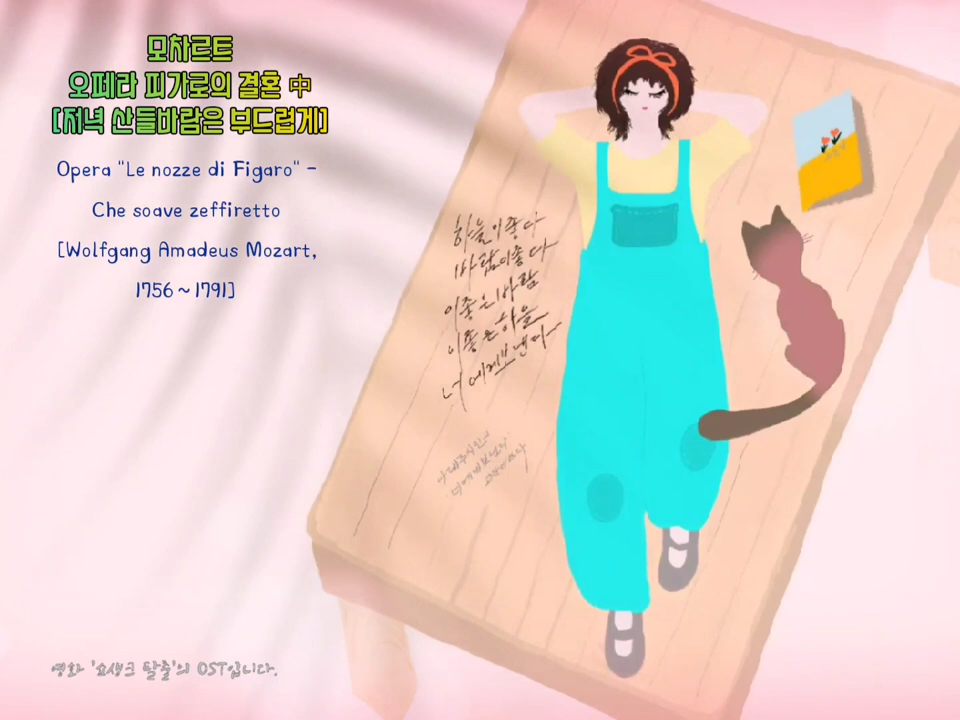 모차르트
오페라 피가로의 결혼 中
[저녁 산들바람은 부드럽게]
Opera "Le nozze di Figaro" -
Che soave zeffiretto
[Wolfgang Amadeus Mozart,
1756~1791]
하늘이 좋다
바람이 좋다
이 좋은 바람
이 좋은 하늘
너에게 보낸다
영화 '쇼생크 탈출'의 OST입니다.